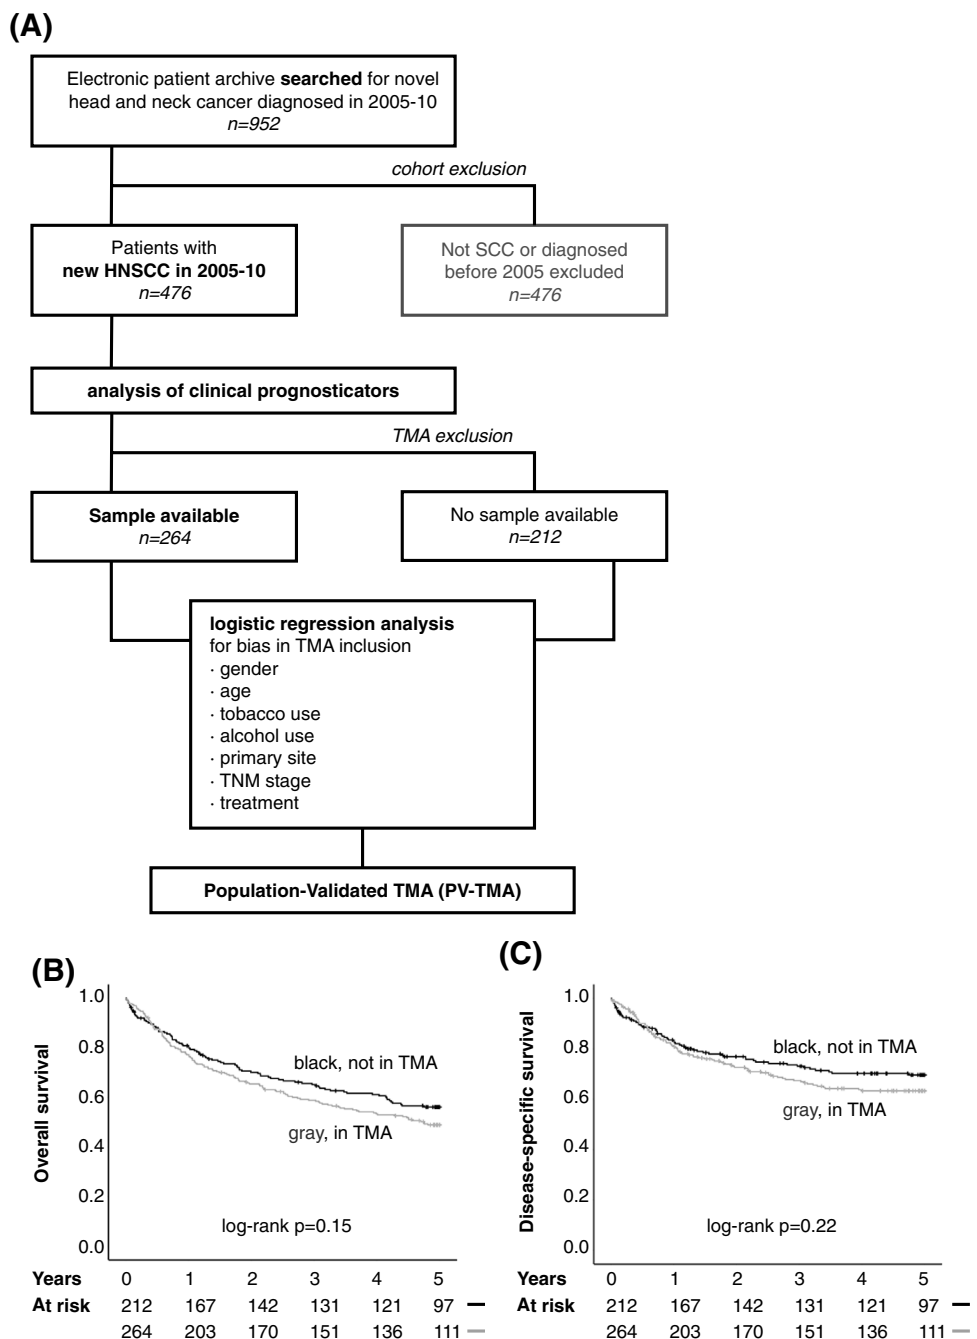 (A)
Electronic patient archive searched for novel
head and neck cancer diagnosed in 2005-10
n=952
cohort exclusion
Patients with
new HNSCC in 2005-10
n=476
Not SCC or diagnosed
before 2005 excluded
n=476
analysis of clinical prognosticators
TMA exclusion
Sample available
n=264
No sample available
n=212
logistic regression analysis
for bias in TMA inclusion
· gender
· age
· tobacco use
· alcohol use
· primary site
· TNM stage
· treatment
Population-Validated TMA (PV-TMA)
(B)
Overall survival
1.0
0.8
0.6
0.4
0.2
0.0
black, not in TMA
gray, in TMA
log-rank p=0.15
Years 0 1 2 3 4 5
At risk 212 167 142 131 121 97
264 203 170 151 136 111
(C)
Disease-specific survival
1.0
0.8
0.6
0.4
0.2
0.0
black, not in TMA
gray, in TMA
log-rank p=0.22
Years 0 1 2 3 4 5
At risk 212 167 142 131 121 97
264 203 170 151 136 111